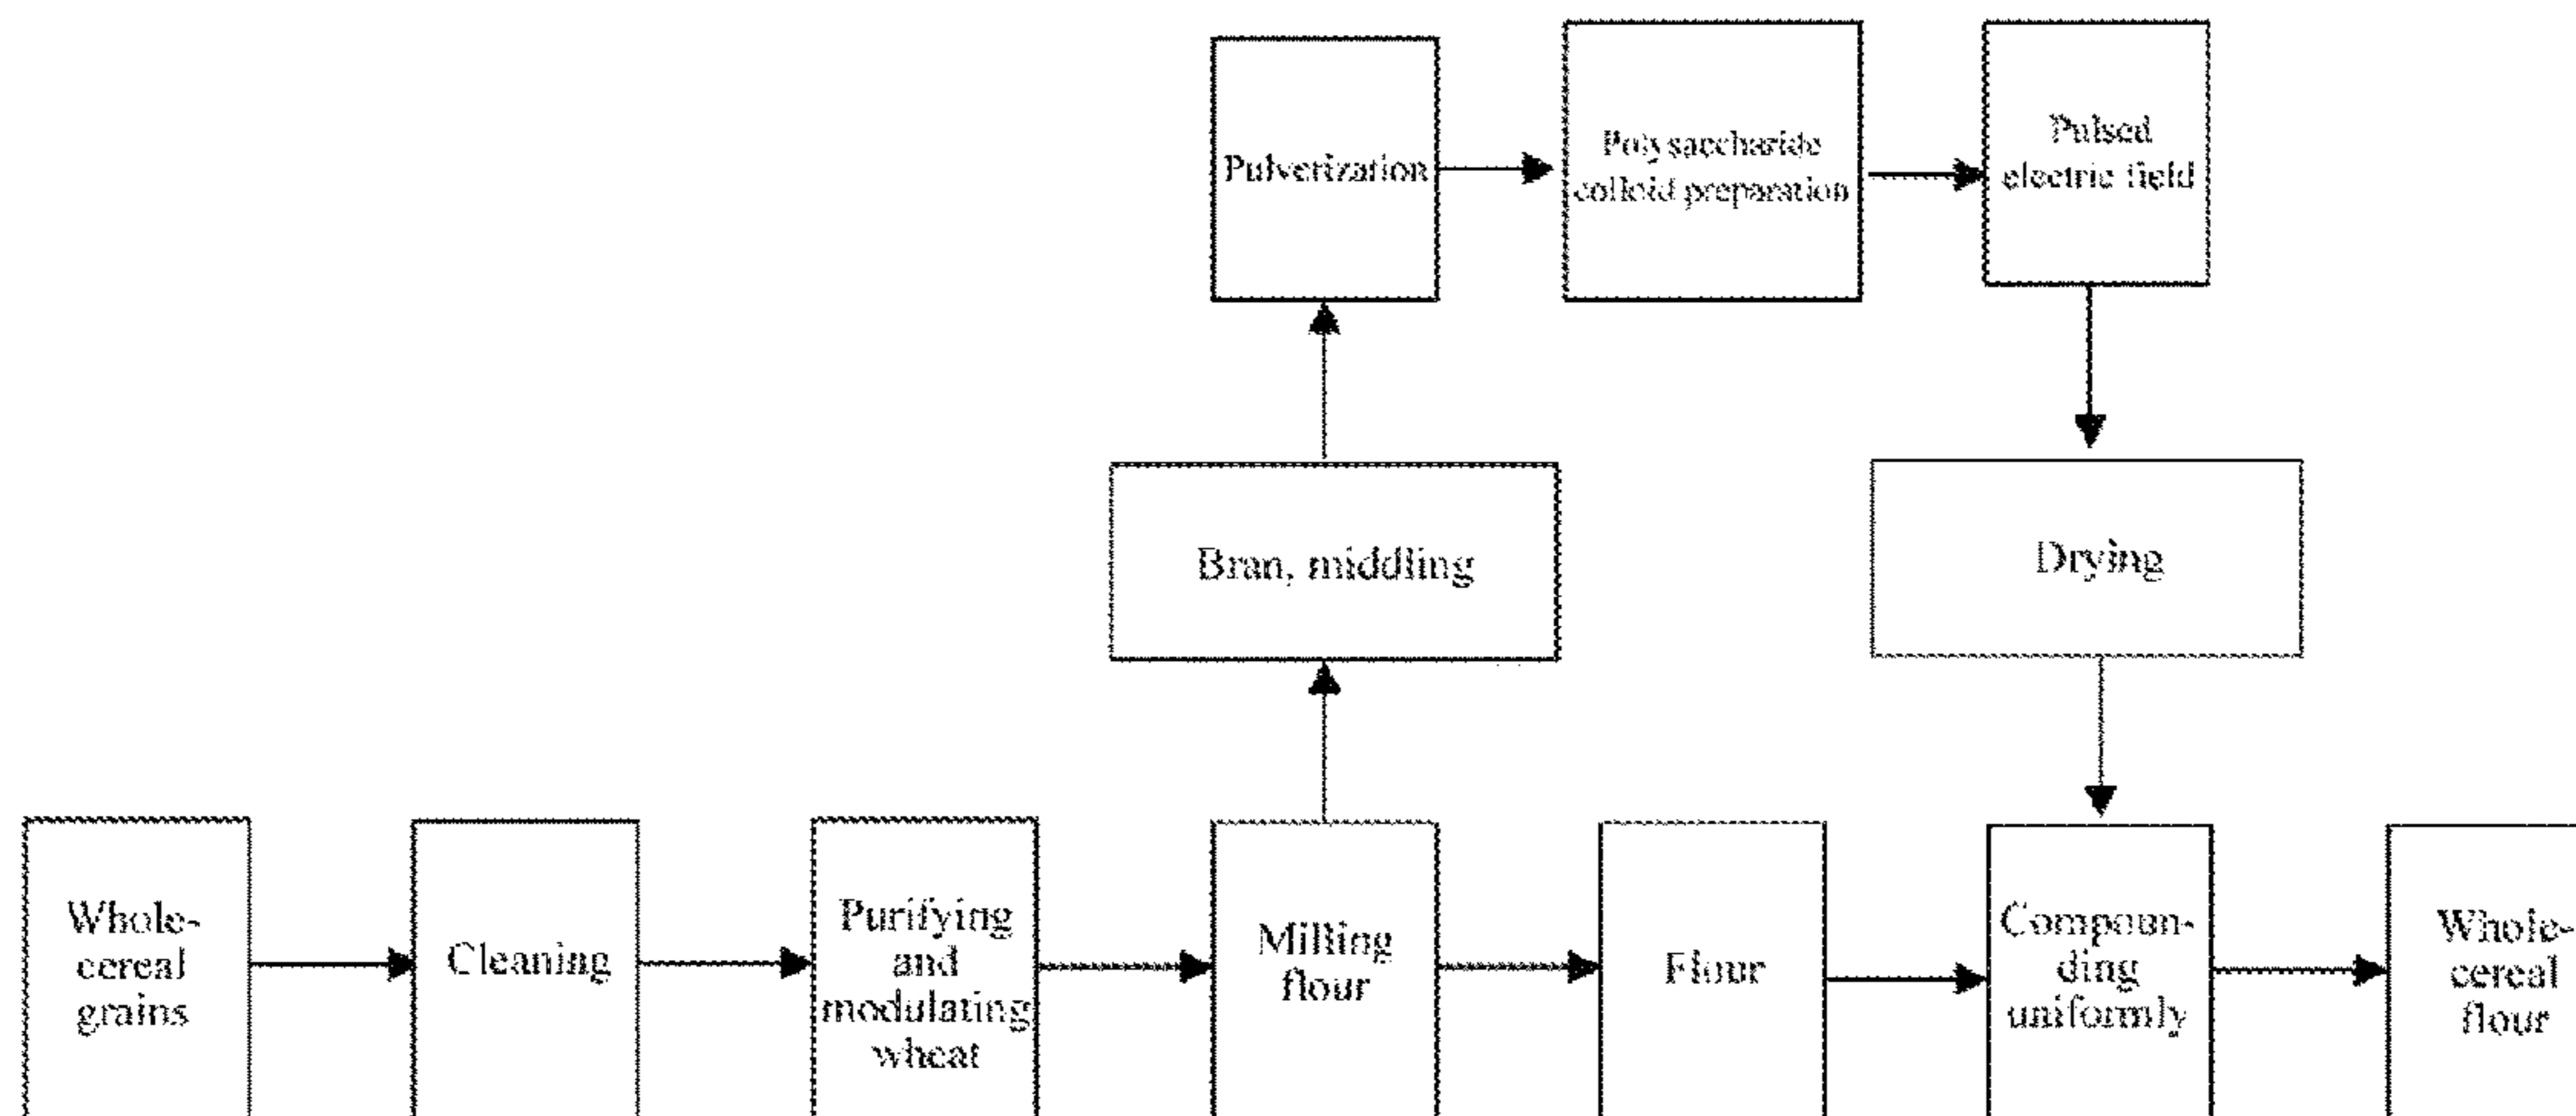 Pulverization
Polysaccharide
colloid preparation
Pulsed
electric field
Bran, middling
Drying
Whole-
cereal
grains
Cleaning
Purifying
and
modulating
wheat
Milling
flour
Flour
Compoun-
ding
uniformly
Whole-
cereal
flour